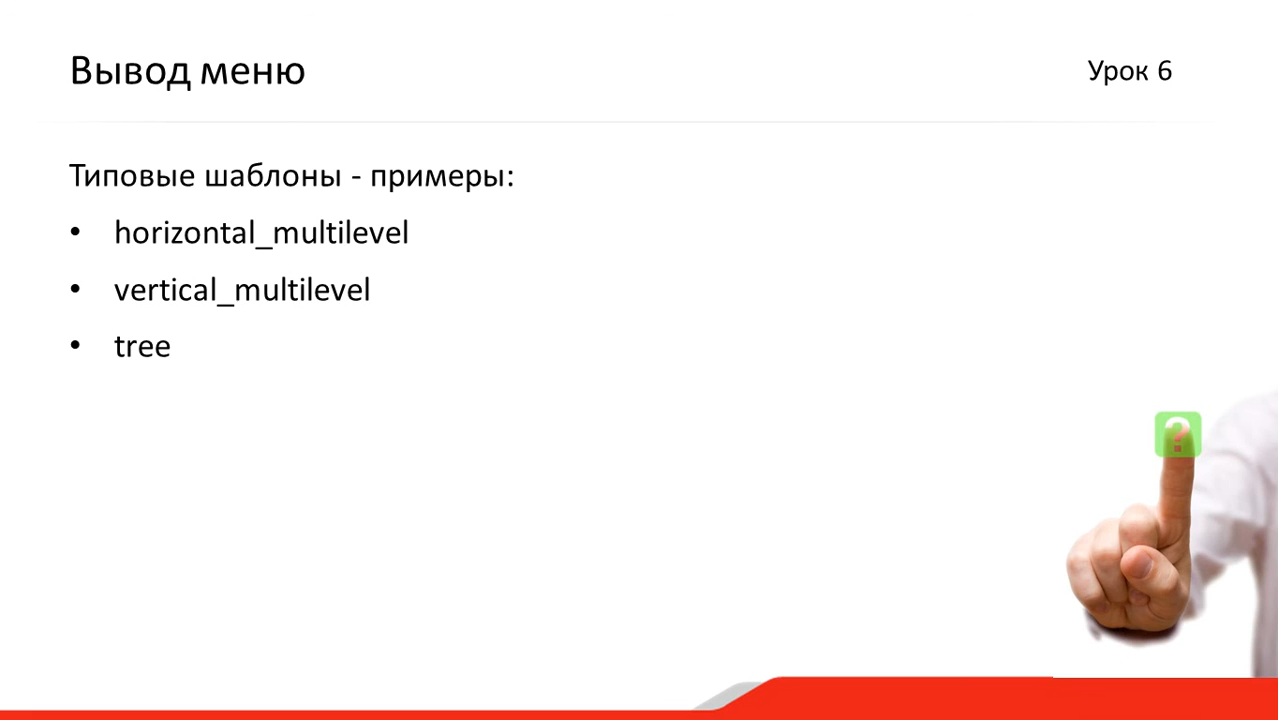 Вывод меню
Урок 6
Типовые шаблоны - примеры:
• horizontal_multilevel
• vertical_multilevel
• tree
?